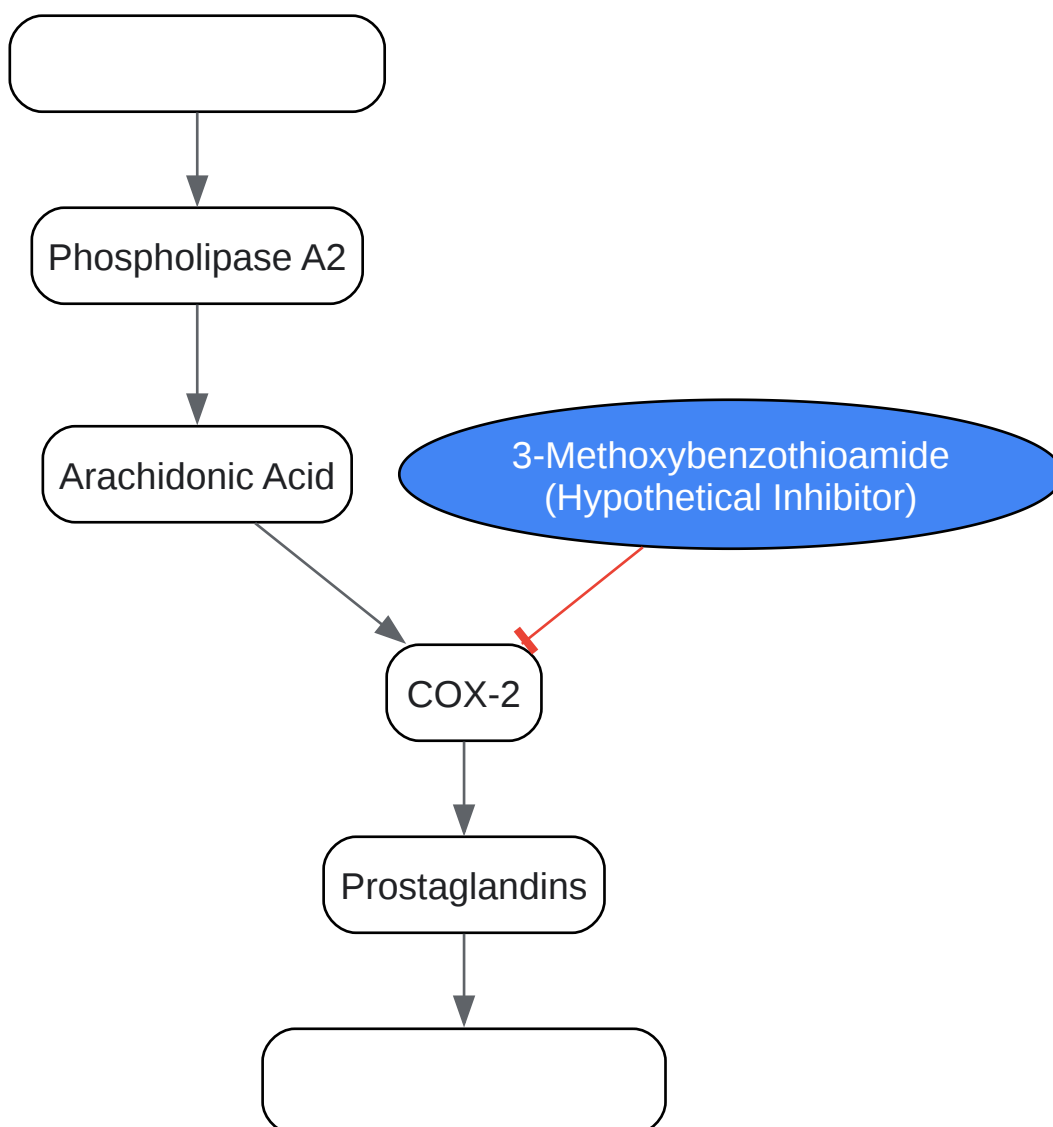 Phospholipase A2
Arachidonic Acid
3-Methoxybenzothioamide
(Hypothetical Inhibitor)
COX-2
Prostaglandins